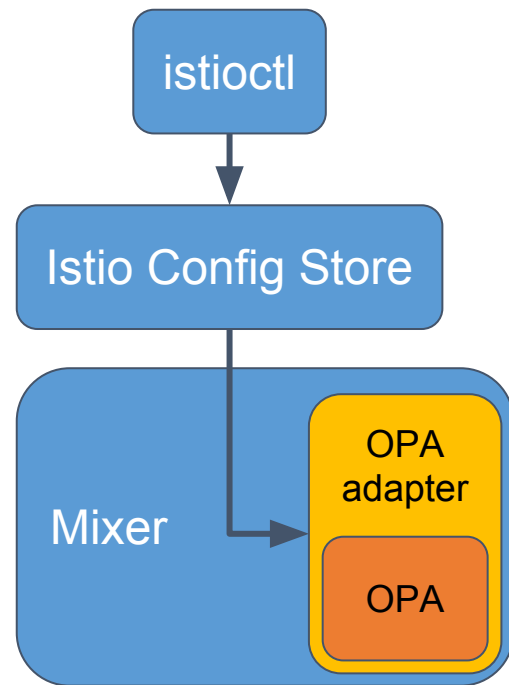 istioctl
Istio Config Store
Mixer
OPA
adapter
OPA